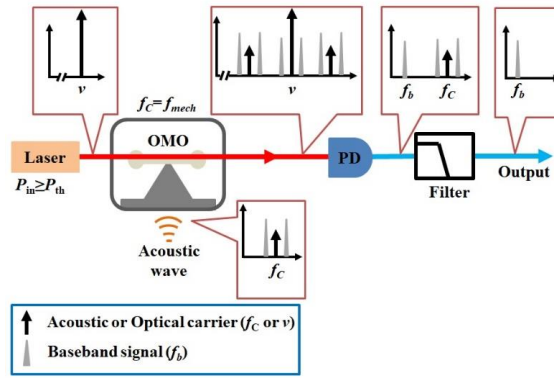 v
v
f_b
f_C
f_b
f_C=f_mech
OMO
Laser
PD
P_in≥P_th
Filter
Output
Acoustic
wave
f_C
Acoustic or Optical carrier (f_C or v)
Baseband signal (f_b)